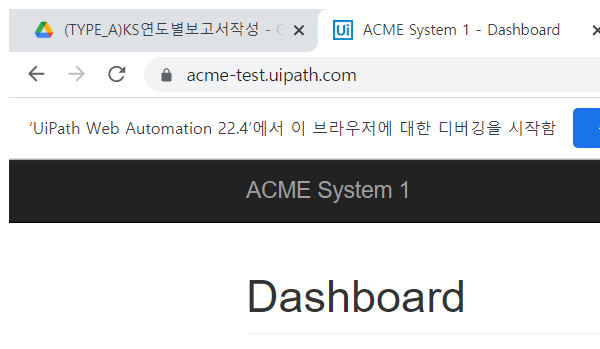 (TYPE_A)KS연도별보고서작성 -
Ui ACME System 1 - Dashboard
acme-test.uipath.com
'UiPath Web Automation 22.4'에서 이 브라우저에 대한 디버깅을 시작함
ACME System 1
Dashboard